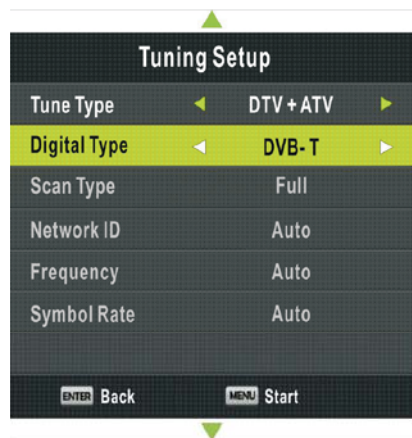 Tuning Setup
Tune Type DTV + ATV
Digital Type DVB- T
Scan Type Full
Network ID Auto
Frequency Auto
Symbol Rate Auto
ENTER Back MENU Start